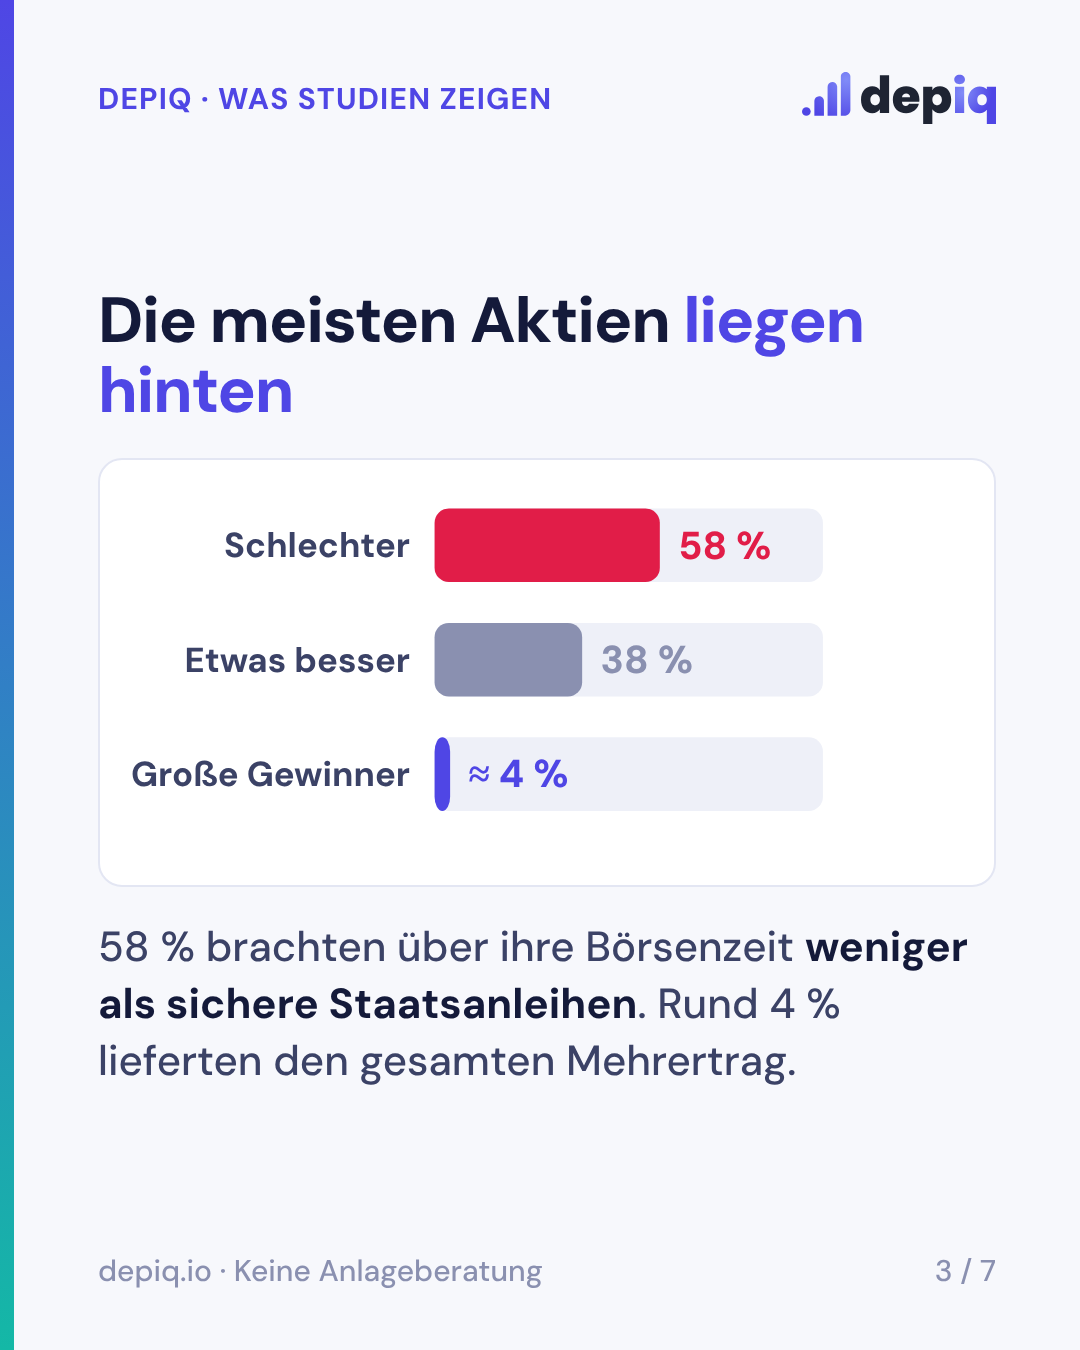 DEPIQ · WAS STUDIEN ZEIGEN
depiq
Die meisten Aktien liegen
hinten
Schlechter 58 %
Etwas besser 38 %
Große Gewinner ≈ 4 %
58 % brachten über ihre Börsenzeit weniger
als sichere Staatsanleihen. Rund 4 %
lieferten den gesamten Mehrertrag.
depiq.io · Keine Anlageberatung 3 / 7